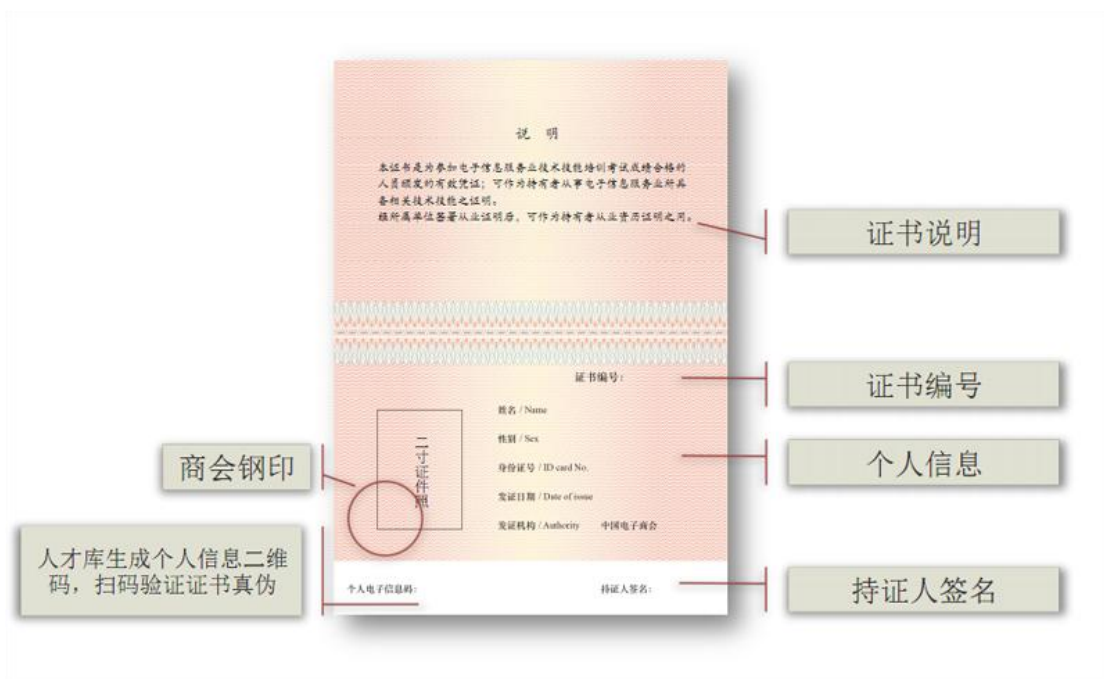 说 明
本证书是为参加电子信息服务业技术技能培训考试成绩合格的
人员颁发的有效凭证；可作为持有者从事电子信息服务业所具
备相关技术技能之证明。
经所属单位签署从业证明后，可作为持有者从业资历证明之用。
证书说明
证书编号：
证书编号
二寸证件照
姓名 / Name
性别 / Sex
身份证号 / ID card No.
发证日期 / Date of issue
发证机构 / Authority 中国电子商会
个人信息
商会钢印
人才库生成个人信息二维
码，扫码验证证书真伪
个人电子信息码：
持证人签名：
持证人签名